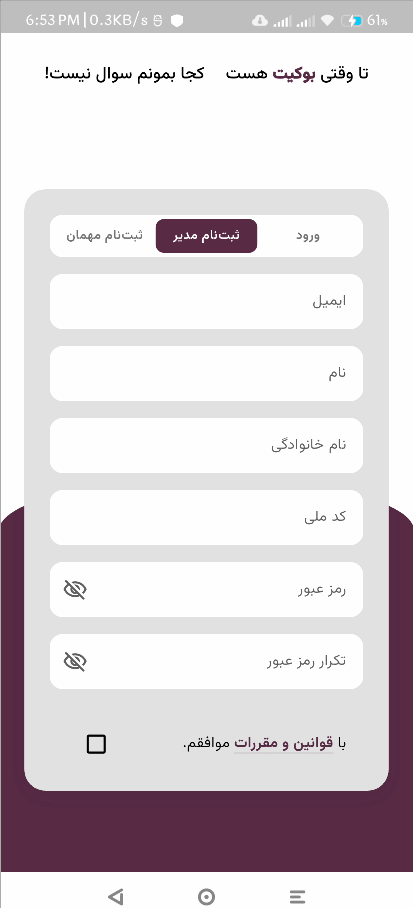 6:53 PM | 0.3KB/s 61%
تا وقتی بوکیت هست کجا بمونم سوال نیست!
ورود ثبت‌نام مدیر ثبت‌نام مهمان
ایمیل
نام
نام خانوادگی
کد ملی
رمز عبور
تکرار رمز عبور
با قوانین و مقررات موافقم.